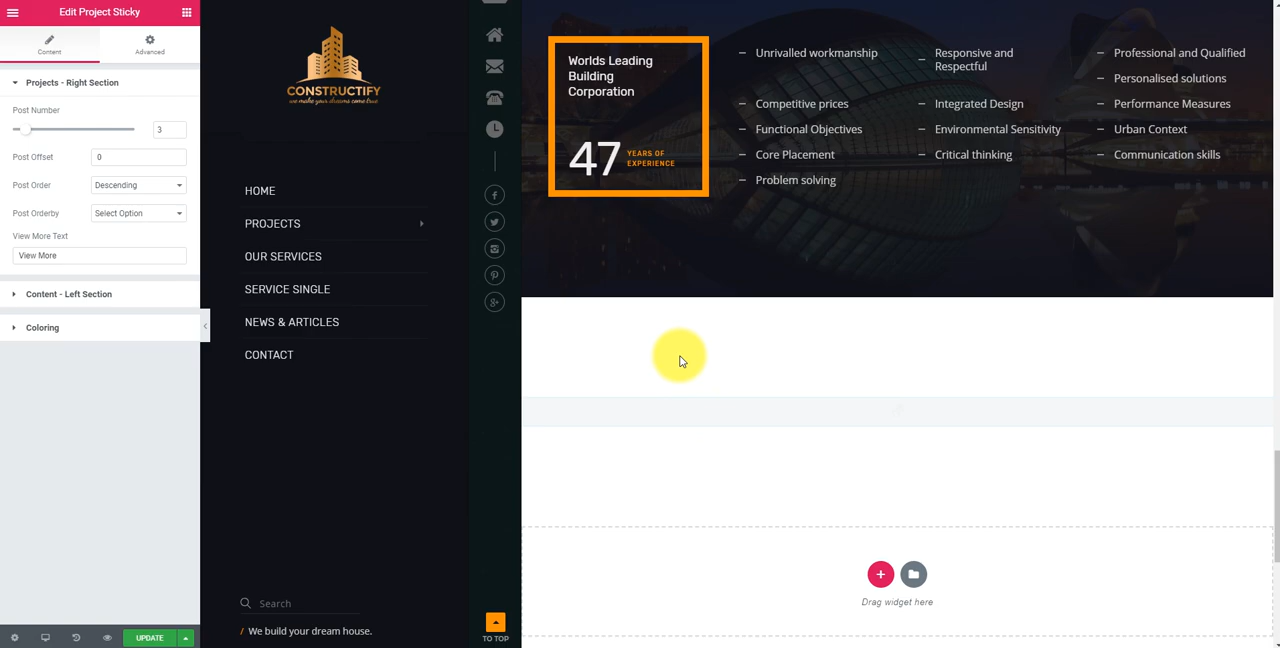 Edit Project Sticky
Content
Advanced
Projects - Right Section
Post Number
3
Post Offset
0
Post Order
Descending
Post Orderby
Select Option
View More Text
View More
Content - Left Section
Coloring
UPDATE
CONSTRUCTIFY
we make your dreams come true
HOME
PROJECTS
OUR SERVICES
SERVICE SINGLE
NEWS & ARTICLES
CONTACT
Search
/ We build your dream house.
TO TOP
Worlds Leading
Building
Corporation
47
YEARS OF
EXPERIENCE
– Unrivalled workmanship
– Responsive and
Respectful
– Professional and Qualified
– Personalised solutions
– Competitive prices
– Integrated Design
– Performance Measures
– Functional Objectives
– Environmental Sensitivity
– Urban Context
– Core Placement
– Critical thinking
– Communication skills
– Problem solving
Drag widget here